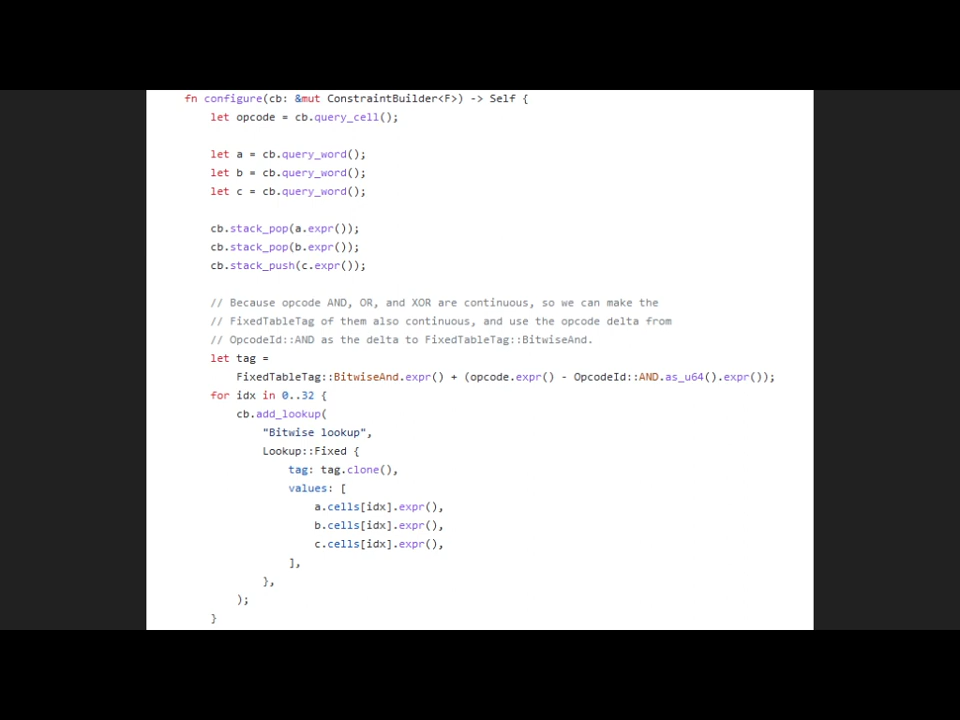 fn configure(cb: &mut ConstraintBuilder<F>) -> Self {
let opcode = cb.query_cell();
let a = cb.query_word();
let b = cb.query_word();
let c = cb.query_word();
cb.stack_pop(a.expr());
cb.stack_pop(b.expr());
cb.stack_push(c.expr());
// Because opcode AND, OR, and XOR are continuous, so we can make the
// FixedTableTag of them also continuous, and use the opcode delta from
// OpcodeId::AND as the delta to FixedTableTag::BitwiseAnd.
let tag =
FixedTableTag::BitwiseAnd.expr() + (opcode.expr() - OpcodeId::AND.as_u64().expr());
for idx in 0..32 {
cb.add_lookup(
"Bitwise lookup",
Lookup::Fixed {
tag: tag.clone(),
values: [
a.cells[idx].expr(),
b.cells[idx].expr(),
c.cells[idx].expr(),
],
},
);
}